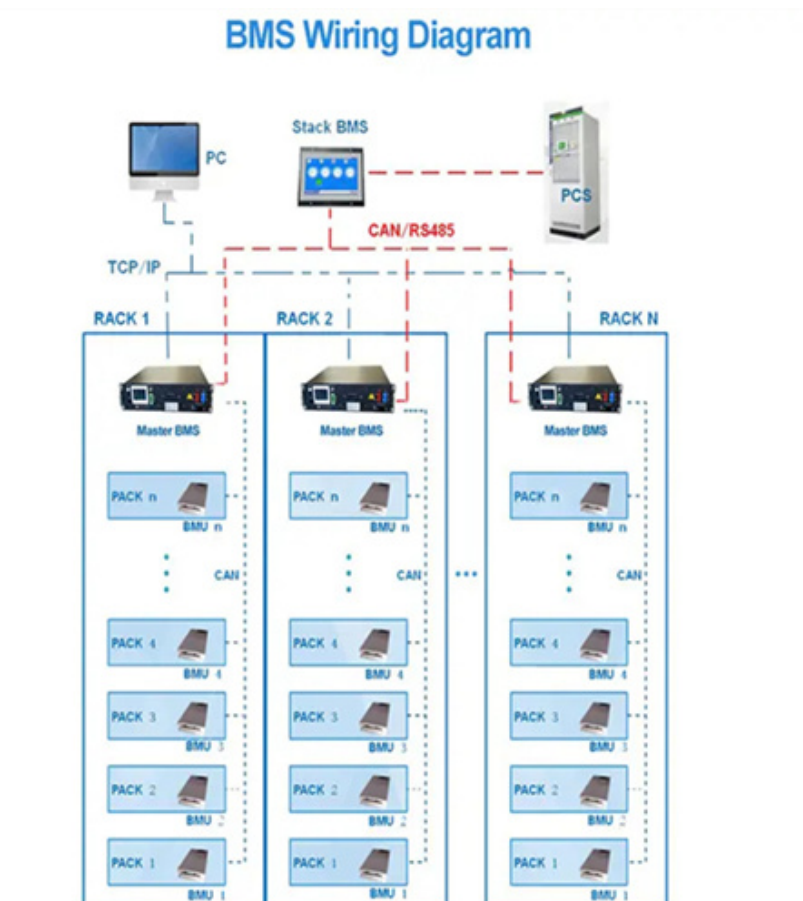 BMS Wiring Diagram
Stack BMS
PC
PCS
CAN/RS485
TCP/IP
RACK 1
RACK 2
RACK N
Master BMS
Master BMS
Master BMS
PACK n
BMU n
PACK n
BMU n
PACK n
BMU n
CAN
CAN
CAN
PACK 4
BMU 4
PACK 4
BMU 4
PACK 4
BMU 4
PACK 3
BMU 3
PACK 3
BMU 3
PACK 3
BMU 3
PACK 2
BMU 2
PACK 2
BMU 2
PACK 2
BMU 2
PACK 1
BMU 1
PACK 1
BMU 1
PACK 1
BMU 1